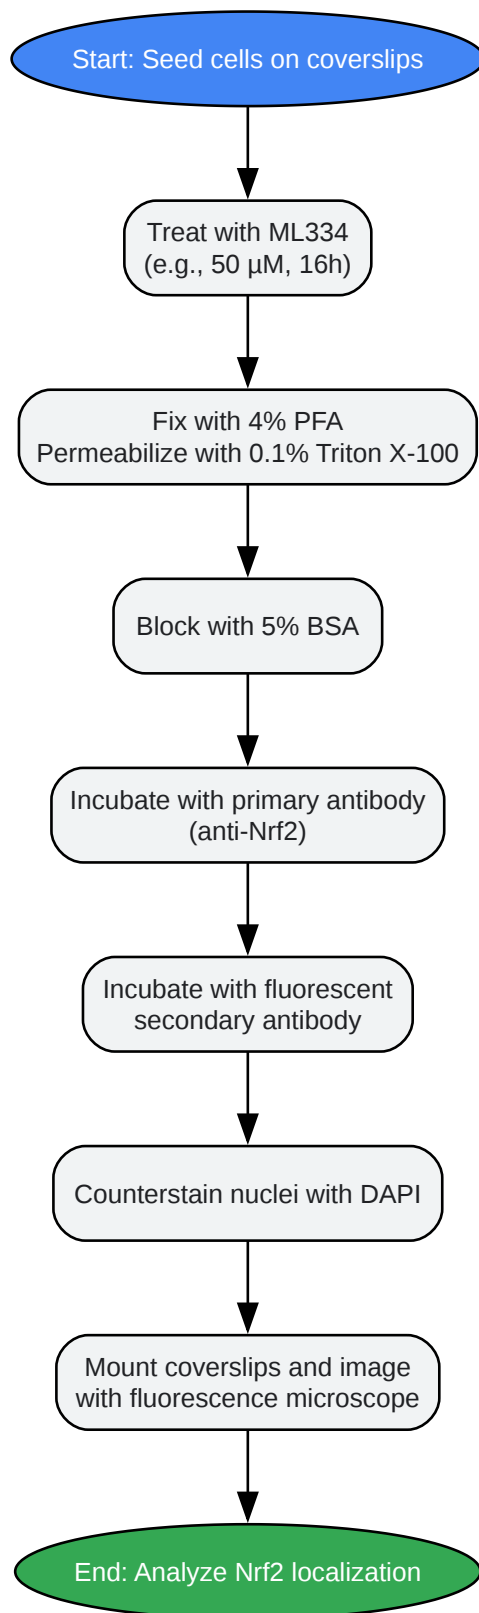 Start: Seed cells on coverslips
Treat with ML334
(e.g., 50 µM, 16h)
Fix with 4% PFA
Permeabilize with 0.1% Triton X-100
Block with 5% BSA
Incubate with primary antibody
(anti-Nrf2)
Incubate with fluorescent
secondary antibody
Counterstain nuclei with DAPI
Mount coverslips and image
with fluorescence microscope
End: Analyze Nrf2 localization